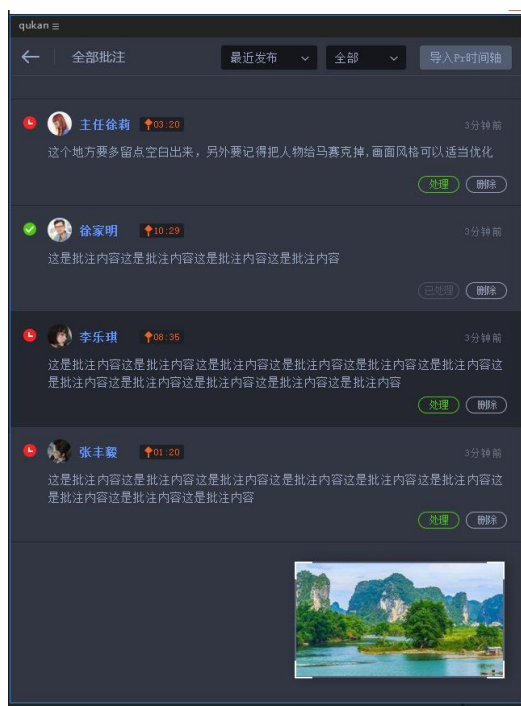 qukan
全部批注
最近发布
全部
导入Pr时间轴
主任徐莉
03:20
3分钟前
这个地方要多留点空白出来，另外要记得把人物给马赛克掉,画面风格可以适当优化
处理
删除
徐家明
10:29
3分钟前
这是批注内容这是批注内容这是批注内容这是批注内容
已处理
删除
李乐琪
08:35
3分钟前
这是批注内容这是批注内容这是批注内容这是批注内容这是批注内容这是批注内容这
是批注内容这是批注内容这是批注内容这是批注内容这是批注内容
处理
删除
张丰毅
01:20
3分钟前
这是批注内容这是批注内容这是批注内容这是批注内容这是批注内容这是批注内容这
是批注内容这是批注内容这是批注内容
处理
删除